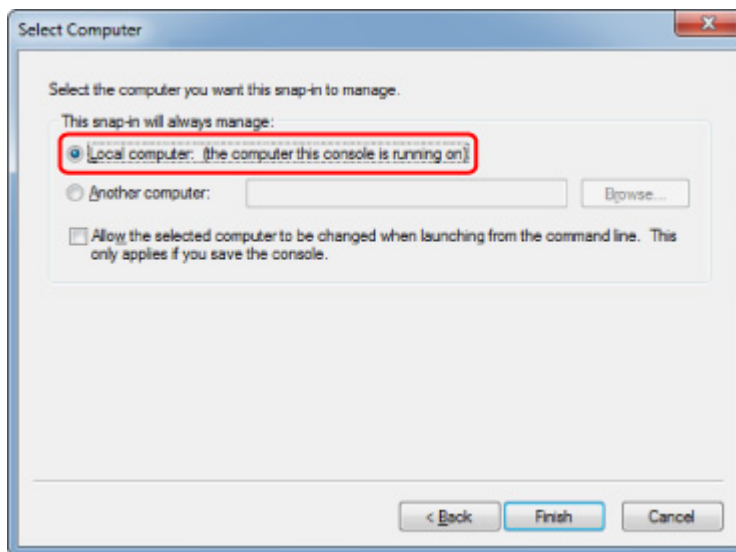 Select Computer
Select the computer you want this snap-in to manage.
This snap-in will always manage:
Local computer: (the computer this console is running on)
Another computer:
Browse...
Allow the selected computer to be changed when launching from the command line. This
only applies if you save the console.
< Back
Finish
Cancel